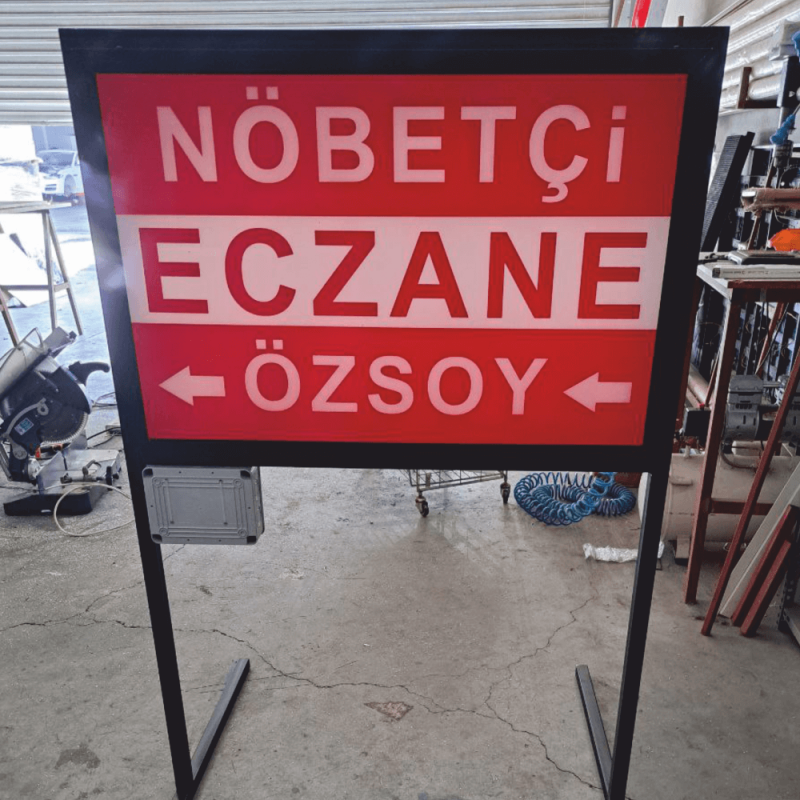 NÖBETÇi
ECZANE
← ÖZSOY ←